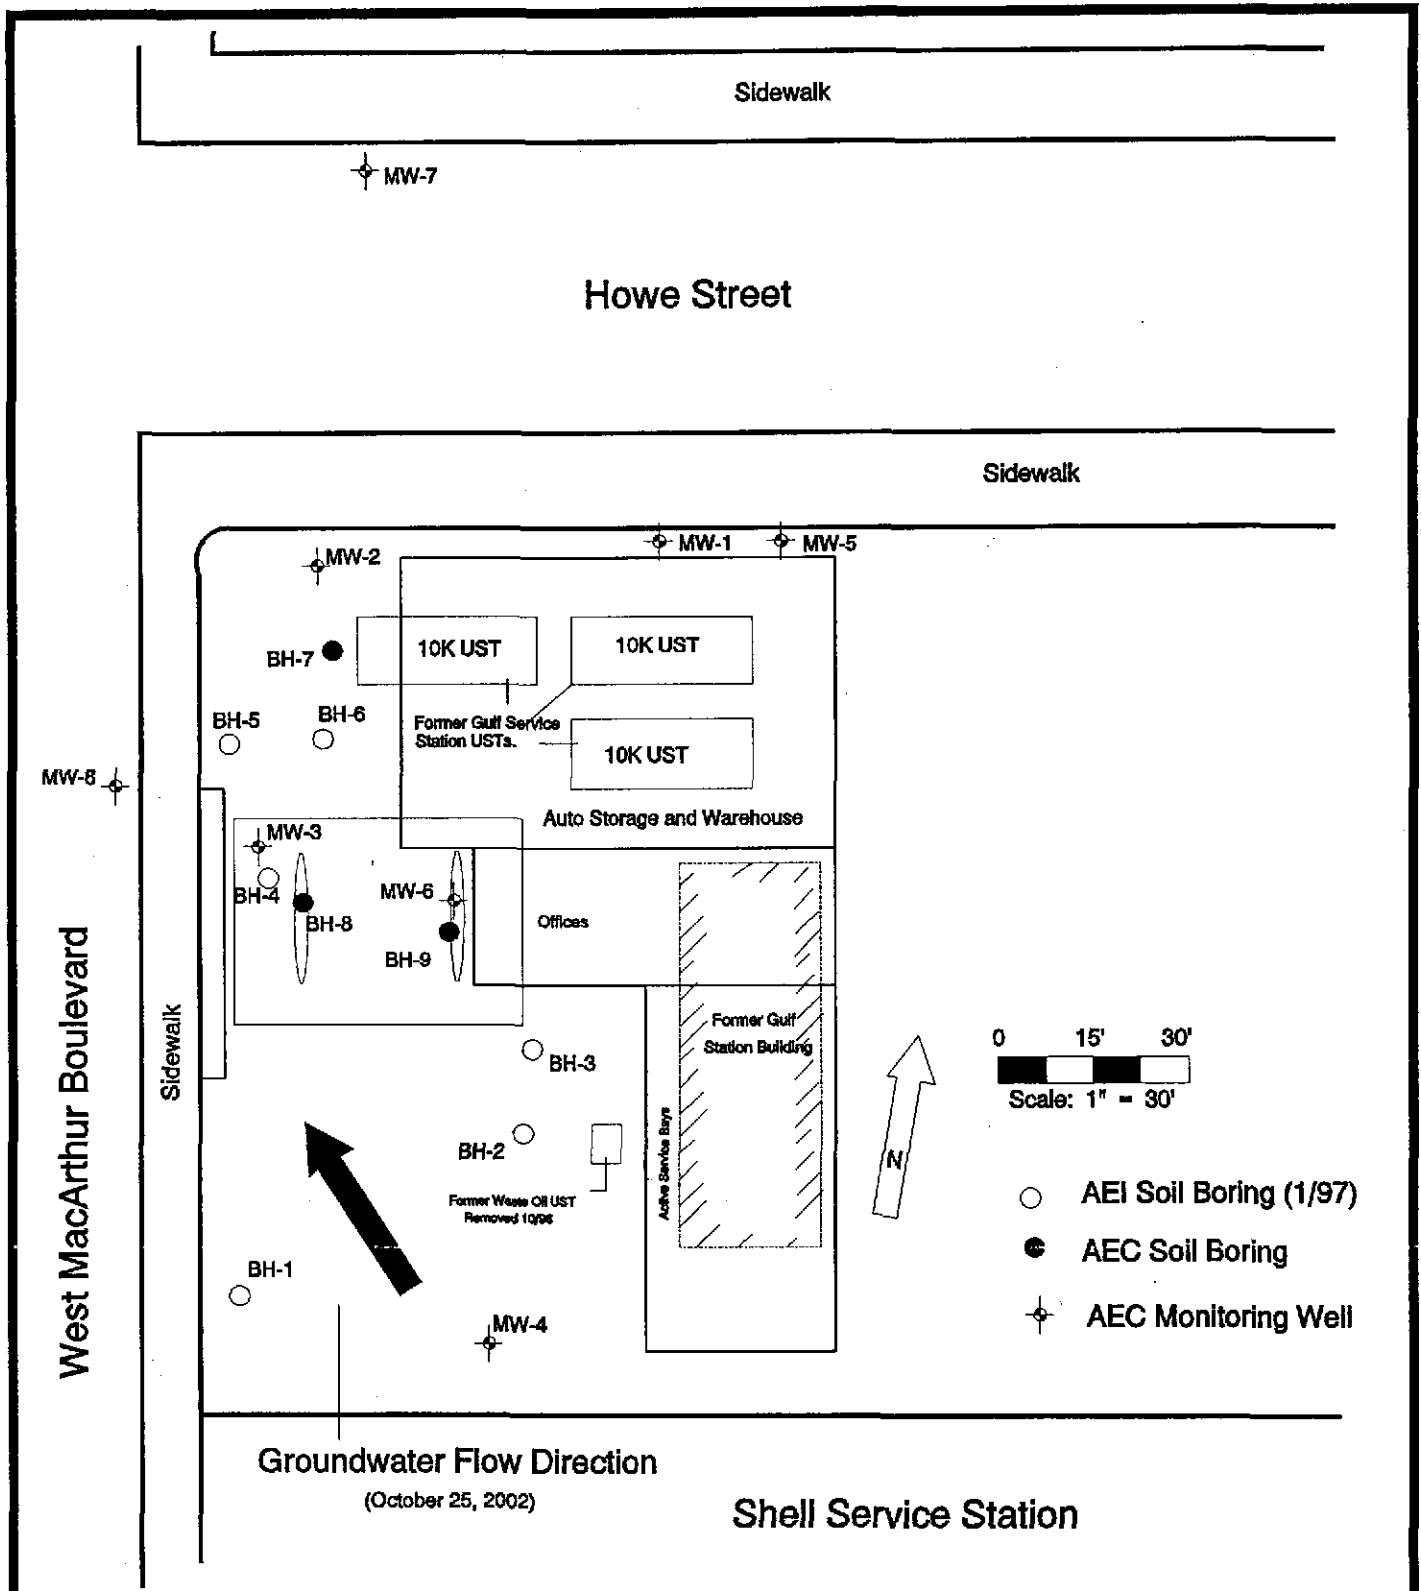 Sidewalk
MW-7
Howe Street
Sidewalk
MW-1
MW-5
MW-2
10K UST
10K UST
BH-7
BH-5
BH-6
Former Gulf Service
Station USTs.
10K UST
MW-8
Auto Storage and Warehouse
MW-3
BH-4
MW-6
BH-8
Offices
BH-9
West MacArthur Boulevard
Sidewalk
Former Gulf
Station Building
BH-3
0 15' 30'
Scale: 1" = 30'
BH-2
Active Service Bays
N
Former Waste Oil UST
Removed 10/96
AEI Soil Boring (1/97)
AEC Soil Boring
BH-1
AEC Monitoring Well
MW-4
Groundwater Flow Direction
(October 25, 2002)
Shell Service Station